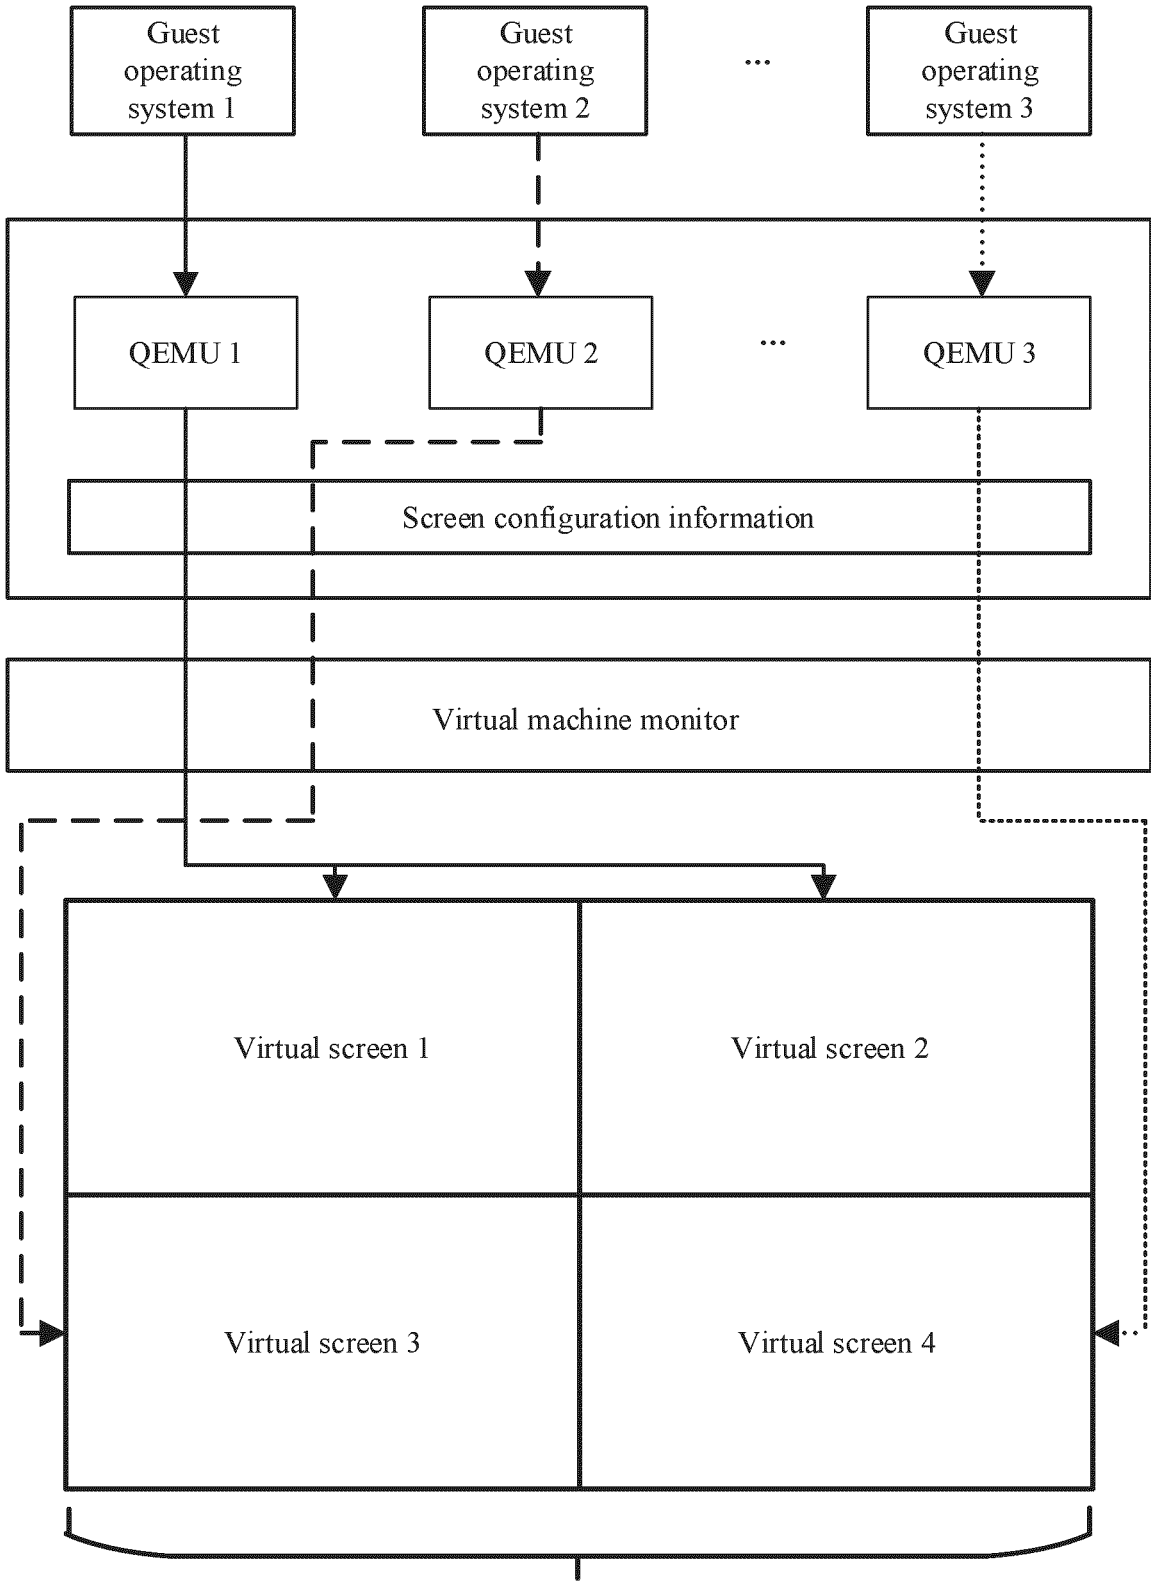 Guest
operating
system 1
Guest
operating
system 2
...
Guest
operating
system 3
QEMU 1
QEMU 2
...
QEMU 3
Screen configuration information
Virtual machine monitor
Virtual screen 1
Virtual screen 2
Virtual screen 3
Virtual screen 4